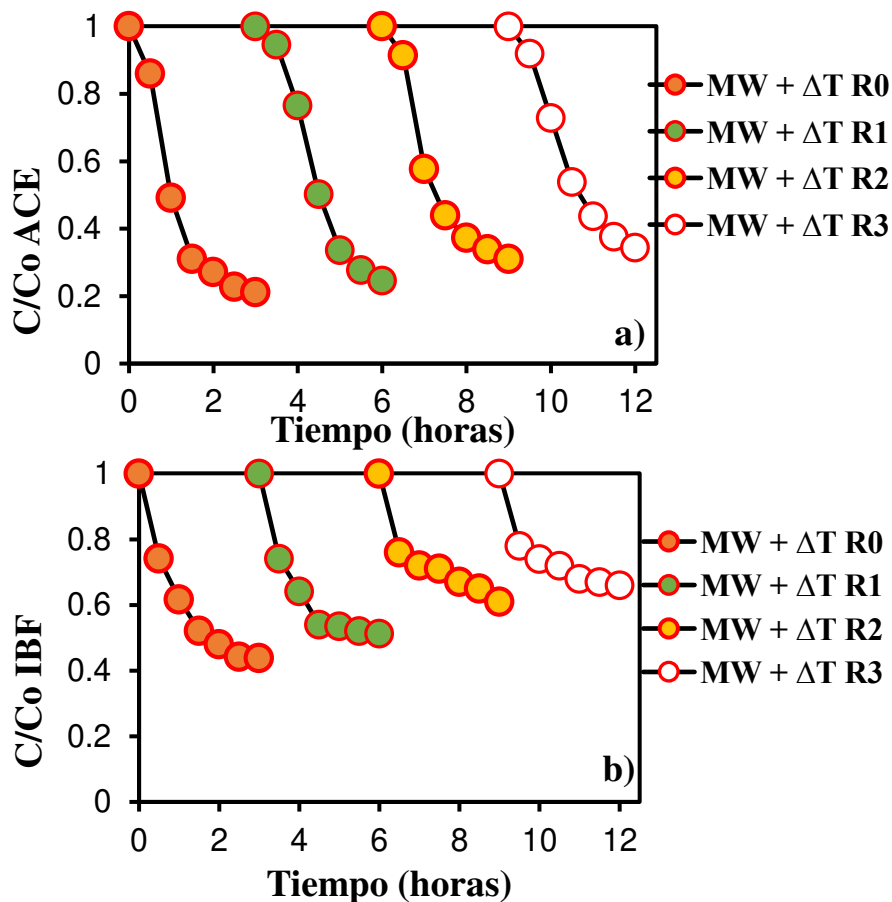 1
0.8
0.6
0.4
0.2
0
C/Co ACE
0 2 4 6 8 10 12
Tiempo (horas)
a)
MW + ΔT R0
MW + ΔT R1
MW + ΔT R2
MW + ΔT R3
1
0.8
0.6
0.4
0.2
0
C/Co IBF
0 2 4 6 8 10 12
Tiempo (horas)
b)
MW + ΔT R0
MW + ΔT R1
MW + ΔT R2
MW + ΔT R3